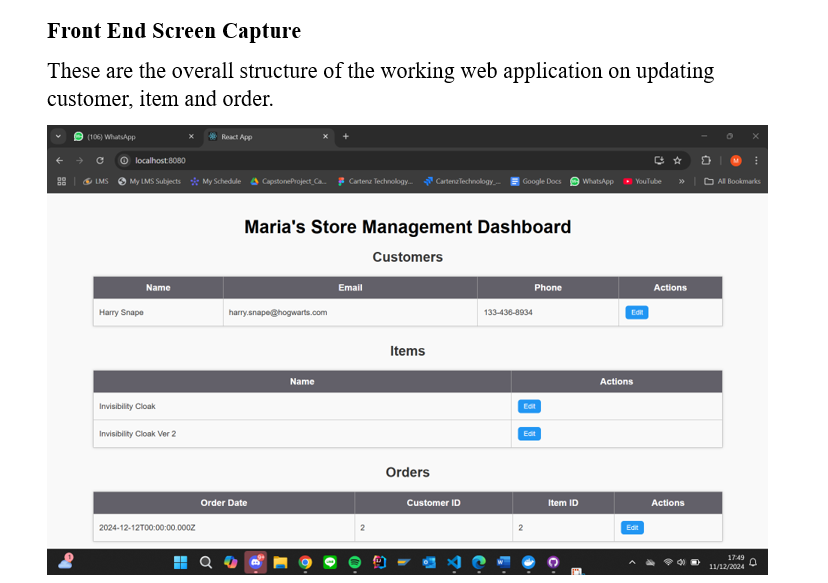 Front End Screen Capture
These are the overall structure of the working web application on updating
customer, item and order.
(106) WhatsApp
React App
localhost:8080
M
LMS
My LMS Subjects
My Schedule
CapstoneProject_Ca...
Cartenz Technology...
CartenzTechnology_...
Google Docs
WhatsApp
YouTube
All Bookmarks
Maria's Store Management Dashboard
Customers
Name Email Phone Actions
Harry Snape harry.snape@hogwarts.com 133-436-8934 Edit
Items
Name Actions
Invisibility Cloak Edit
Invisibility Cloak Ver 2 Edit
Orders
Order Date Customer ID Item ID Actions
2024-12-12T00:00:00.000Z 2 2 Edit
17:49
11/12/2024